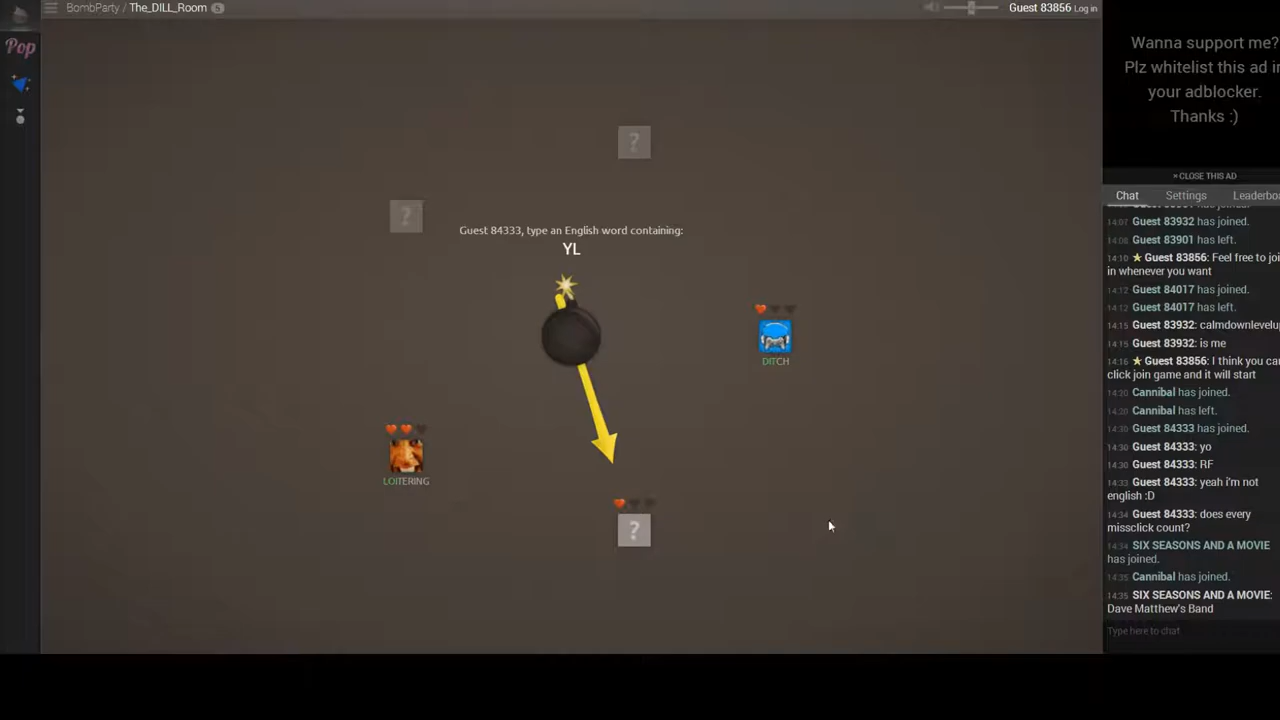 BombParty / The_DILL_Room 5
Guest 83856 Log in
Pop
Wanna support me?
Plz whitelist this ad in
your adblocker.
Thanks :)
× CLOSE THIS AD
Chat Settings Leaderbo
has joined.
14:07 Guest 83932 has joined.
14:08 Guest 83901 has left.
14:10 ★ Guest 83856: Feel free to joi
in whenever you want
14:12 Guest 84017 has joined.
14:12 Guest 84017 has left.
14:15 Guest 83932: calmdownlevelu
14:15 Guest 83932: is me
14:16 ★ Guest 83856: I think you ca
click join game and it will start
14:20 Cannibal has joined.
14:20 Cannibal has left.
14:30 Guest 84333 has joined.
14:30 Guest 84333: yo
14:30 Guest 84333: RF
14:33 Guest 84333: yeah i'm not
english :D
14:34 Guest 84333: does every
missclick count?
14:34 SIX SEASONS AND A MOVIE
has joined.
14:35 Cannibal has joined.
14:35 SIX SEASONS AND A MOVIE:
Dave Matthew's Band
Type here to chat
?
?
Guest 84333, type an English word containing:
YL
DITCH
LOITERING
?